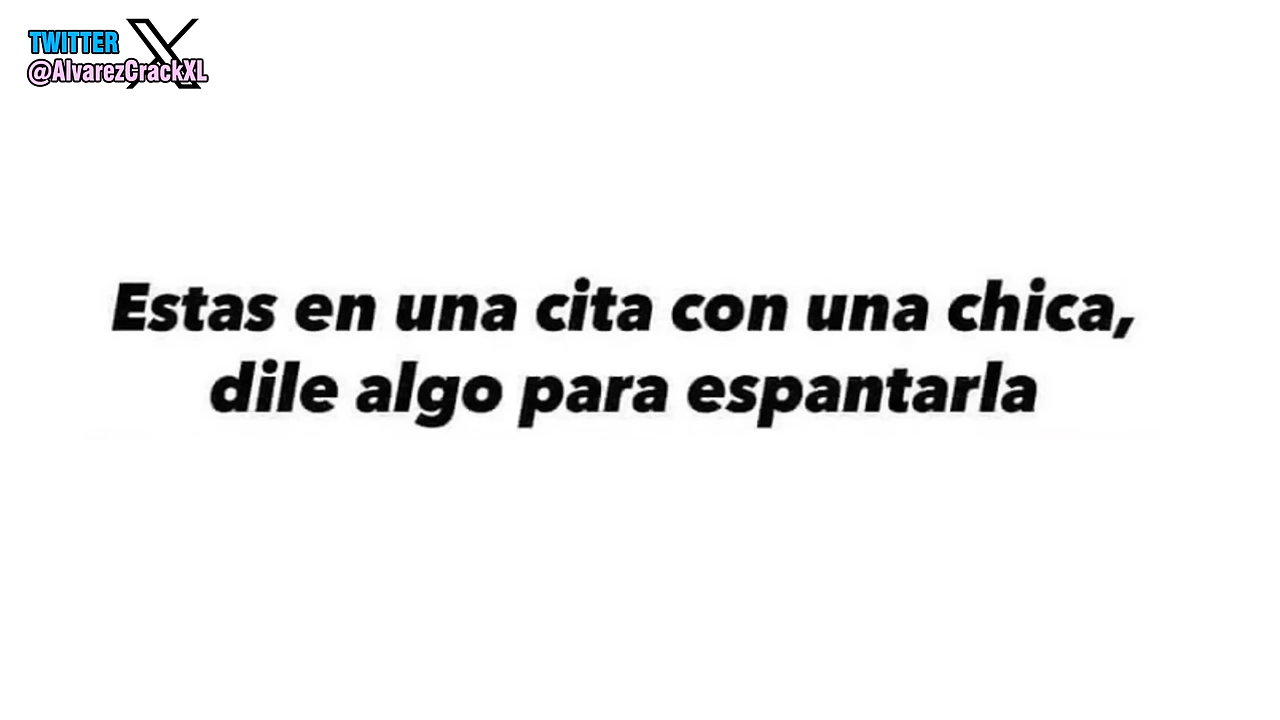 TWITTER
@AlvarezCrackXL
Estas en una cita con una chica,
dile algo para espantarla